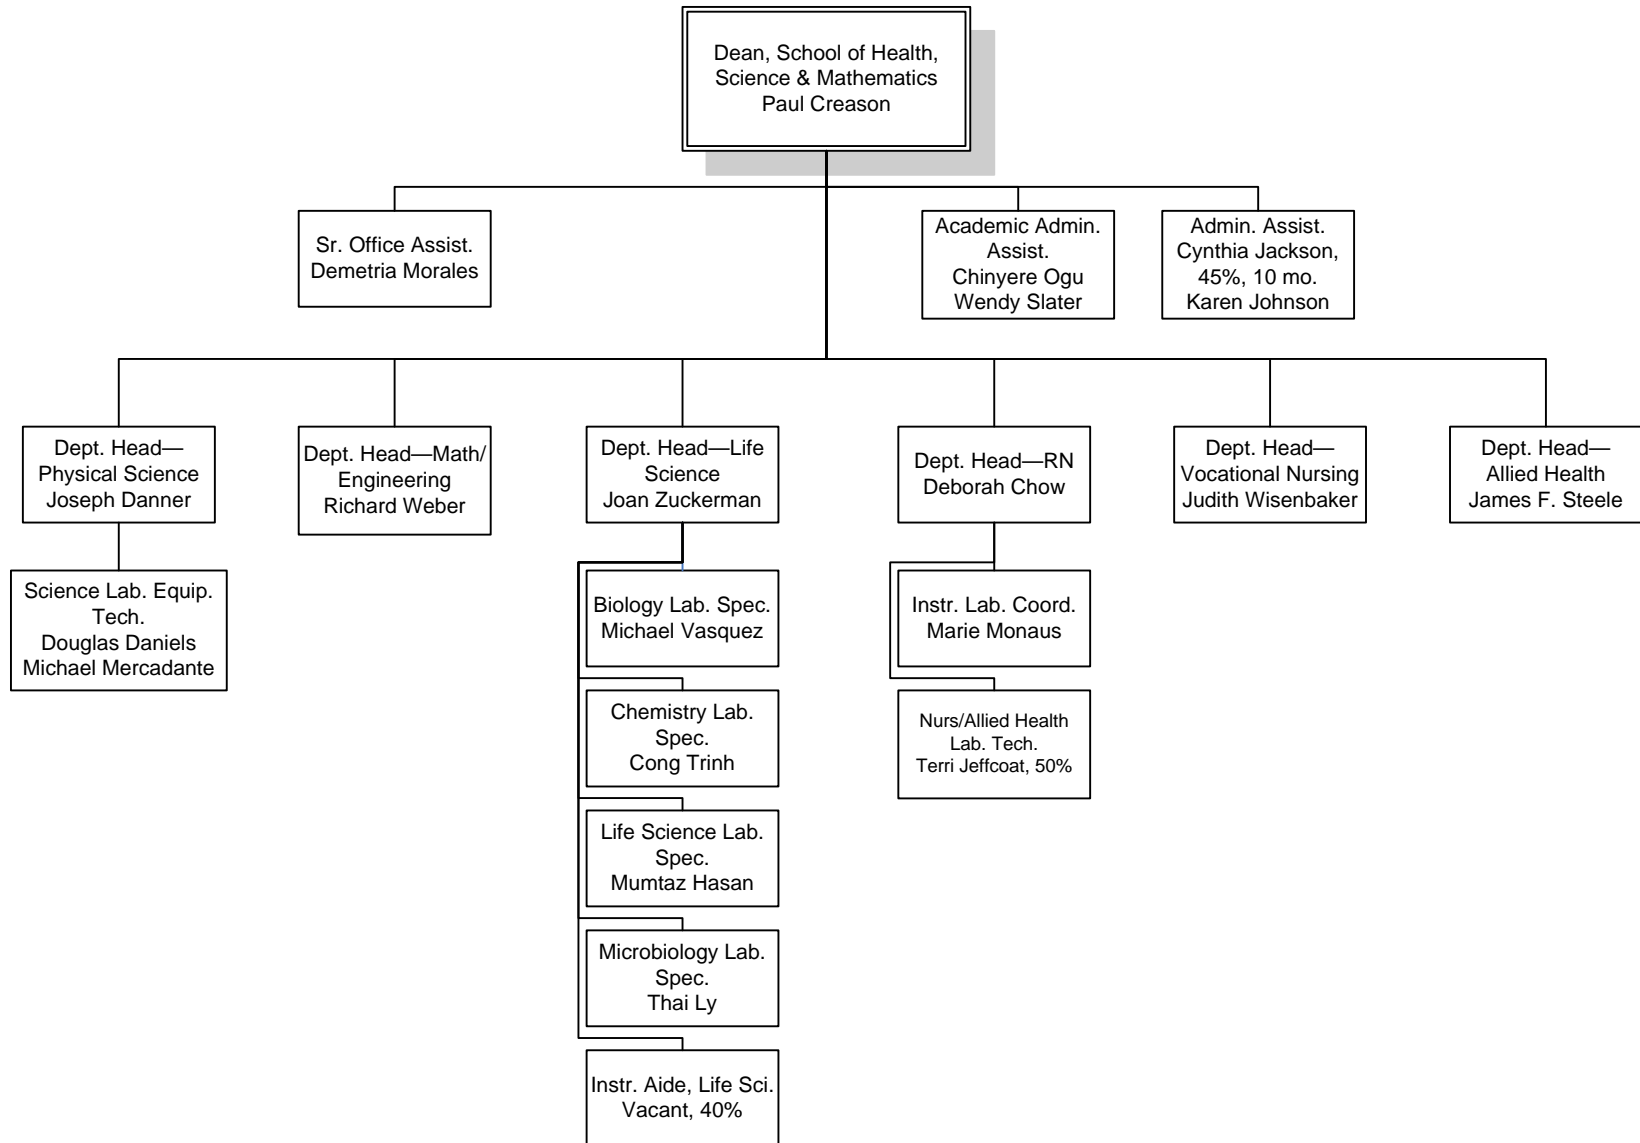 Dean, School of Health,
Science & Mathematics
Paul Creason
Sr. Office Assist.
Demetria Morales
Academic Admin.
Assist.
Chinyere Ogu
Wendy Slater
Admin. Assist.
Cynthia Jackson,
45%, 10 mo.
Karen Johnson
Dept. Head—
Physical Science
Joseph Danner
Dept. Head—Math/
Engineering
Richard Weber
Dept. Head—Life
Science
Joan Zuckerman
Dept. Head—RN
Deborah Chow
Dept. Head—
Vocational Nursing
Judith Wisenbaker
Dept. Head—
Allied Health
James F. Steele
Science Lab. Equip.
Tech.
Douglas Daniels
Michael Mercadante
Biology Lab. Spec.
Michael Vasquez
Instr. Lab. Coord.
Marie Monaus
Chemistry Lab.
Spec.
Cong Trinh
Nurs/Allied Health
Lab. Tech.
Terri Jeffcoat, 50%
Life Science Lab.
Spec.
Mumtaz Hasan
Microbiology Lab.
Spec.
Thai Ly
Instr. Aide, Life Sci.
Vacant, 40%